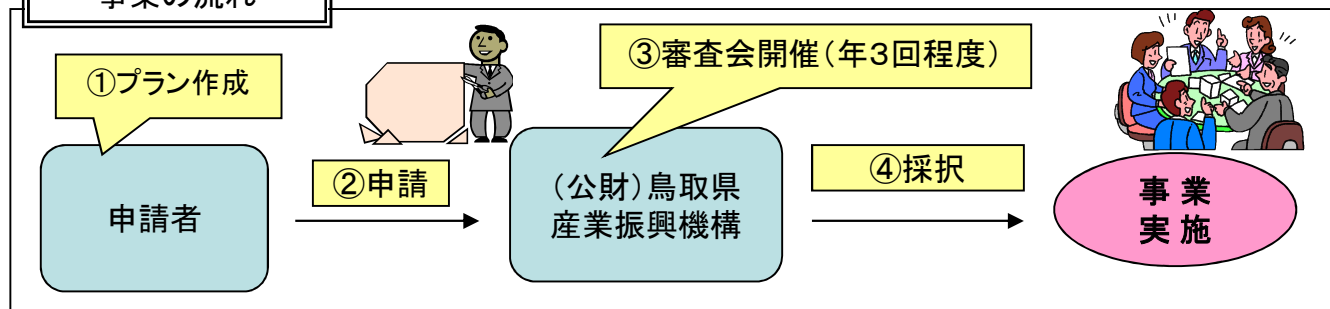 事業の流れ
①プラン作成
申請者
②申請
③審査会開催（年３回程度）
（公財）鳥取県
産業振興機構
④採択
事 業
実 施